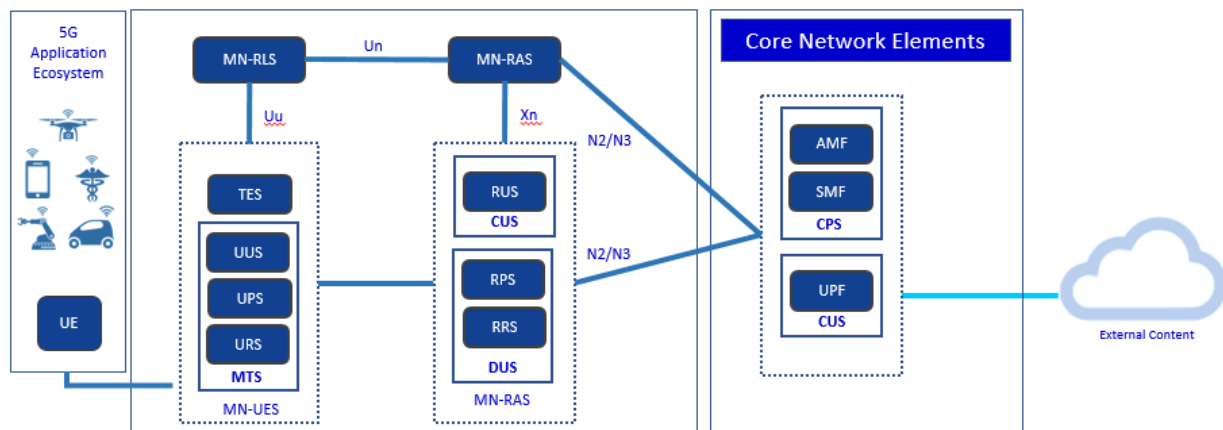 5G
Application
Ecosystem
UE
MN-RLS
Un
MN-RAS
Uu
Xn
N2/N3
TES
UUS
UPS
URS
MTS
MN-UES
RUS
CUS
RPS
RRS
DUS
MN-RAS
N2/N3
Core Network Elements
AMF
SMF
CPS
UPF
CUS
External Content